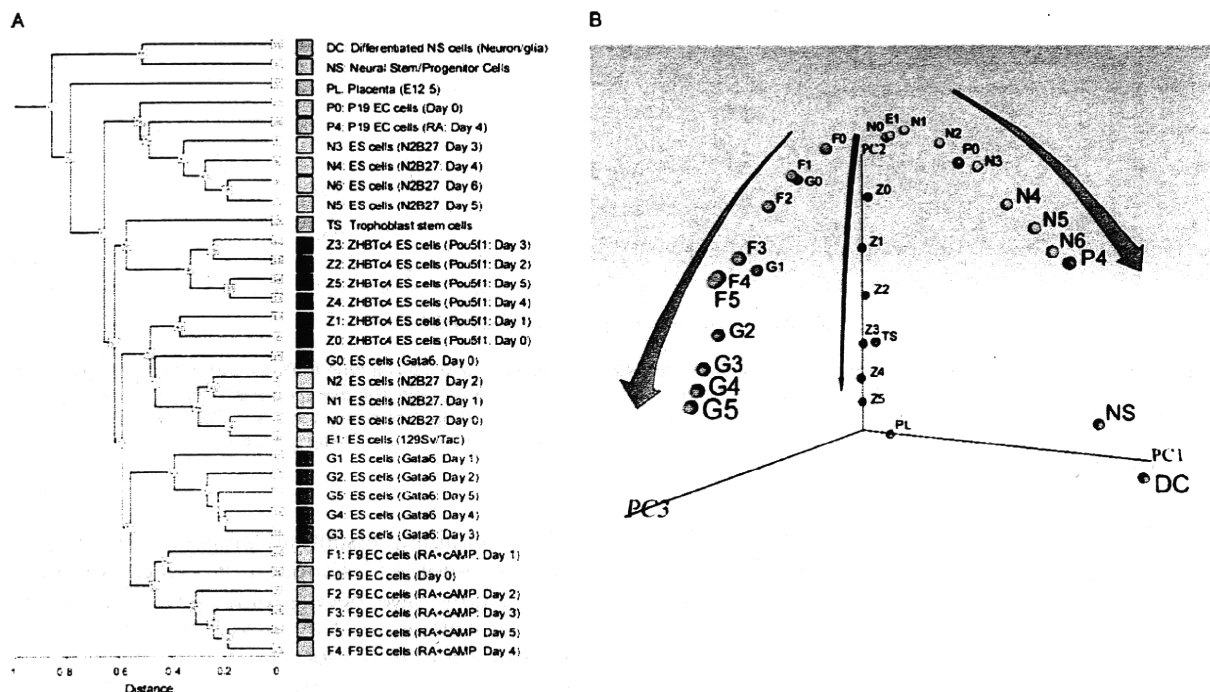 A
DC: Differentiated NS cells (Neuron/glia)
NS: Neural Stem/Progenitor Cells
PL. Placenta (E12 5)
P0: P19 EC cells (Day 0)
P4: P19 EC cells (RA: Day 4)
N3 ES cells (N2B27: Day 3)
N4: ES cells (N2B27: Day 4)
N6: ES cells (N2B27 Day 6)
N5: ES cells (N2B27: Day 5)
TS Trophoblast stem cells
Z3: ZHBTc4 ES cells (Pou5f1: Day 3)
Z2: ZHBTc4 ES cells (Pou5f1: Day 2)
Z5: ZHBTc4 ES cells (Pou5f1: Day 5)
Z4: ZHBTc4 ES cells (Pou5f1: Day 4)
Z1: ZHBTc4 ES cells (Pou5f1: Day 1)
Z0: ZHBTc4 ES cells (Pou5f1: Day 0)
G0: ES cells (Gata6: Day 0)
N2: ES cells (N2B27 Day 2)
N1: ES cells (N2B27. Day 1)
N0: ES cells (N2B27 Day 0)
E1: ES cells (129Sv/Tac)
G1: ES cells (Gata6 Day 1)
G2: ES cells (Gata6: Day 2)
G5: ES cells (Gata6: Day 5)
G4: ES cells (Gata6 Day 4)
G3: ES cells (Gata6: Day 3)
F1: F9 EC cells (RA+cAMP. Day 1)
F0: F9 EC cells (Day 0)
F2 F9 EC cells (RA+cAMP: Day 2)
F3: F9 EC cells (RA+cAMP: Day 3)
F5: F9 EC cells (RA+cAMP Day 5)
F4: F9 EC cells (RA+cAMP Day 4)
1 0 8 0 6 0 4 0.2 0
Distance
B
N0 E1 N1
F0 PC2 N2 P0 N3
F1 G0 Z0 N4
F2 Z1 N5
F3 G1 N6 P4
F4 Z2
F5
G2 Z3 TS
G3 Z4
G4 Z5
G5
PL NS
PC1
DC
PC3